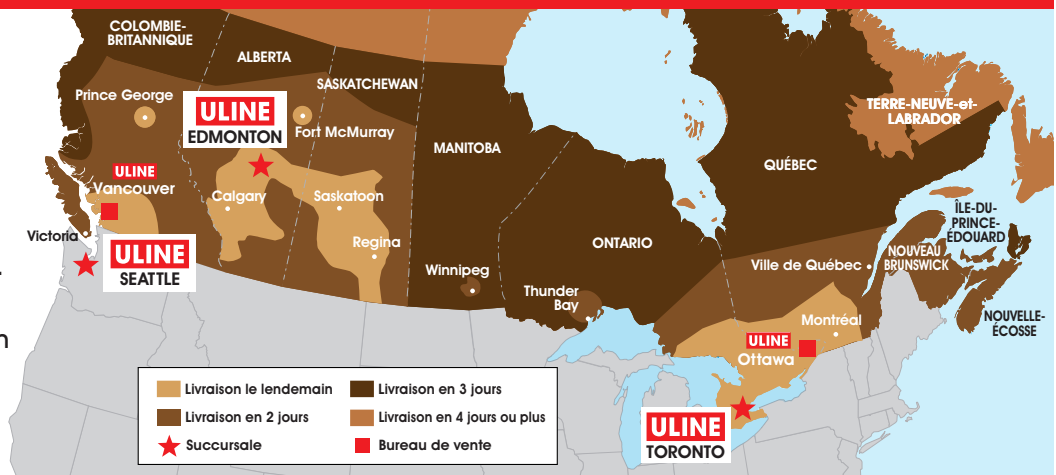 COLOMBIE-
BRITANNIQUE
ALBERTA
SASKATCHEWAN
Prince George
ULINE
EDMONTON
Fort McMurray
MANITOBA
TERRE-NEUVE-et-
LABRADOR
QUÉBEC
ULINE
Vancouver
Calgary
Saskatoon
Victoria
ULINE
SEATTLE
Regina
Winnipeg
ONTARIO
Thunder
Bay
Ville de Québec
ÎLE-DU-
PRINCE-
ÉDOUARD
NOUVEAU
BRUNSWICK
NOUVELLE-
ÉCOSSE
Montréal
ULINE
Ottawa
ULINE
TORONTO
Livraison le lendemain
Livraison en 3 jours
Livraison en 2 jours
Livraison en 4 jours ou plus
Succursale
Bureau de vente